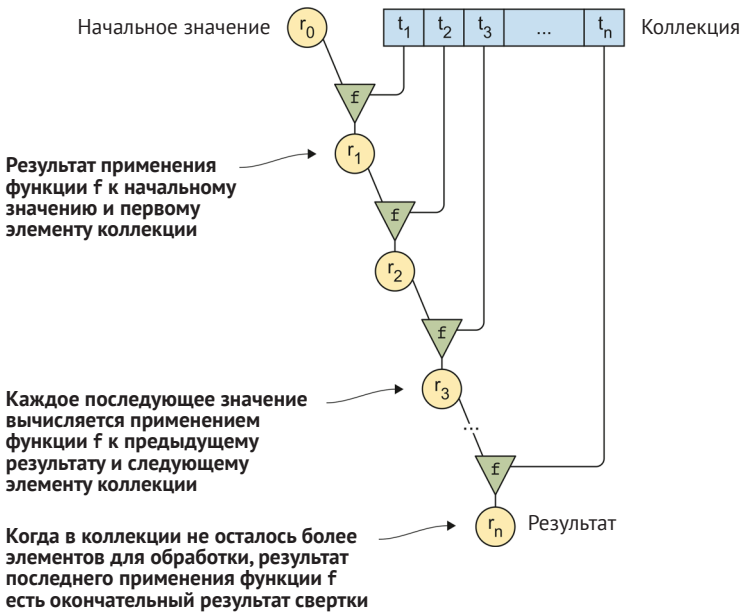 Начальное значение
r0
t1 t2 t3 ... tn
Коллекция
f
r1
Результат применения
функции f к начальному
значению и первому
элементу коллекции
f
r2
f
r3
Каждое последующее значение
вычисляется применением
функции f к предыдущему
результату и следующему
элементу коллекции
...
f
rn
Результат
Когда в коллекции не осталось более
элементов для обработки, результат
последнего применения функции f
есть окончательный результат свертки